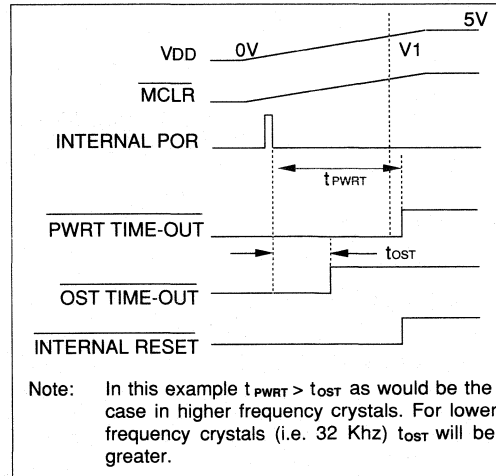 5V
VDD 0V V1
MCLR
INTERNAL POR
tPWRT
PWRT TIME-OUT
tOST
OST TIME-OUT
INTERNAL RESET
Note: In this example tPWRT > tOST as would be the
case in higher frequency crystals. For lower
frequency crystals (i.e. 32 Khz) tOST will be
greater.